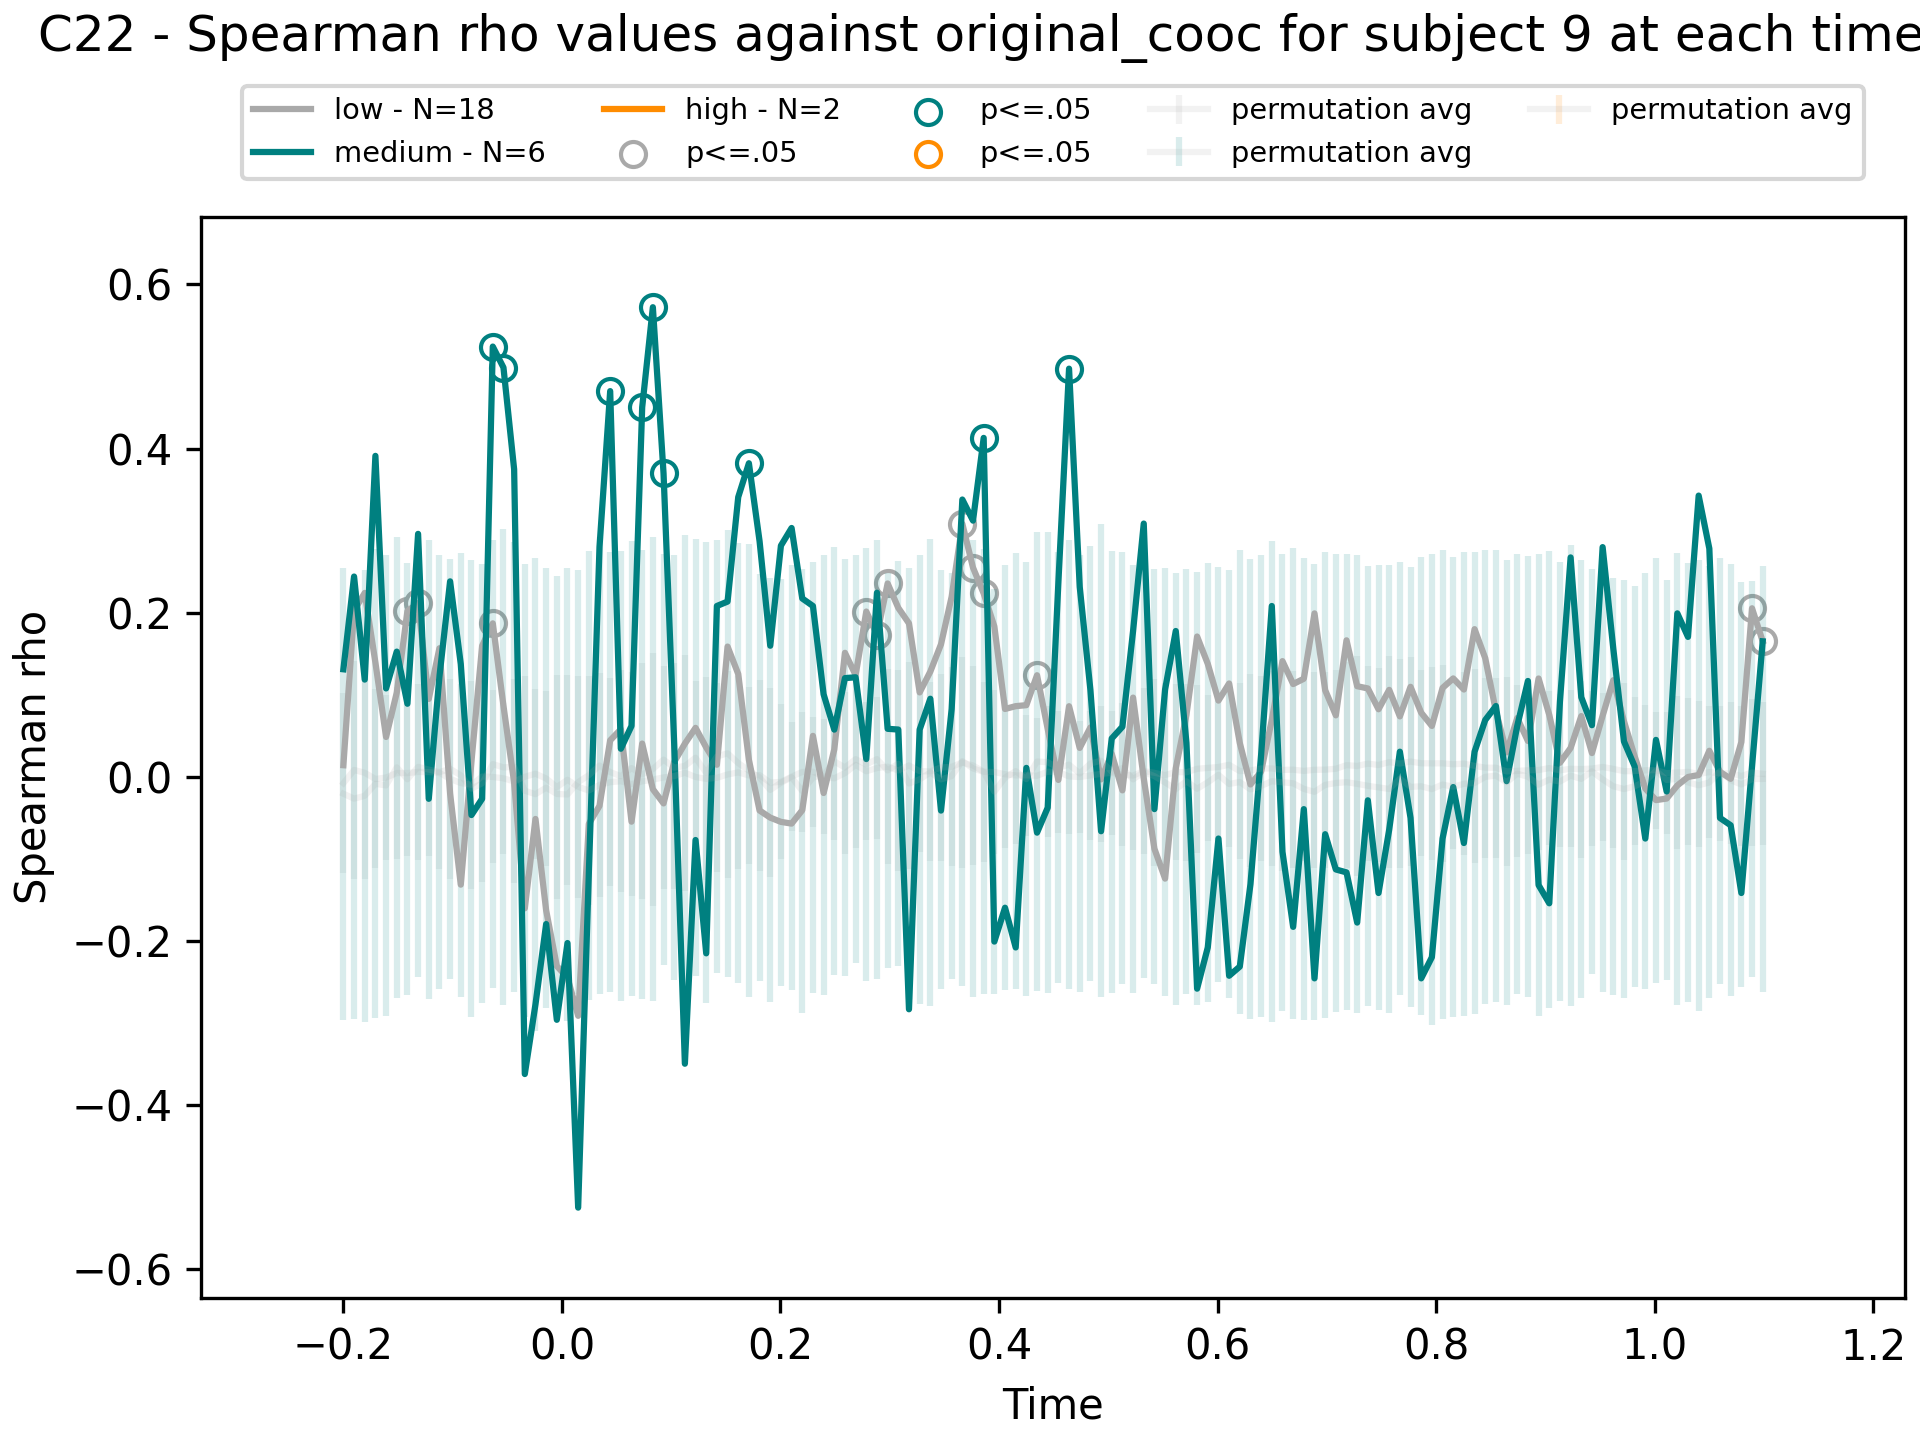 C22 - Spearman rho values against original_cooc for subject 9 at each time
low - N=18
medium - N=6
high - N=2
p<=.05
p<=.05
p<=.05
permutation avg
permutation avg
permutation avg
Spearman rho
0.6
0.4
0.2
0.0
−0.2
−0.4
−0.6
−0.2
0.0
0.2
0.4
0.6
0.8
1.0
1.2
Time